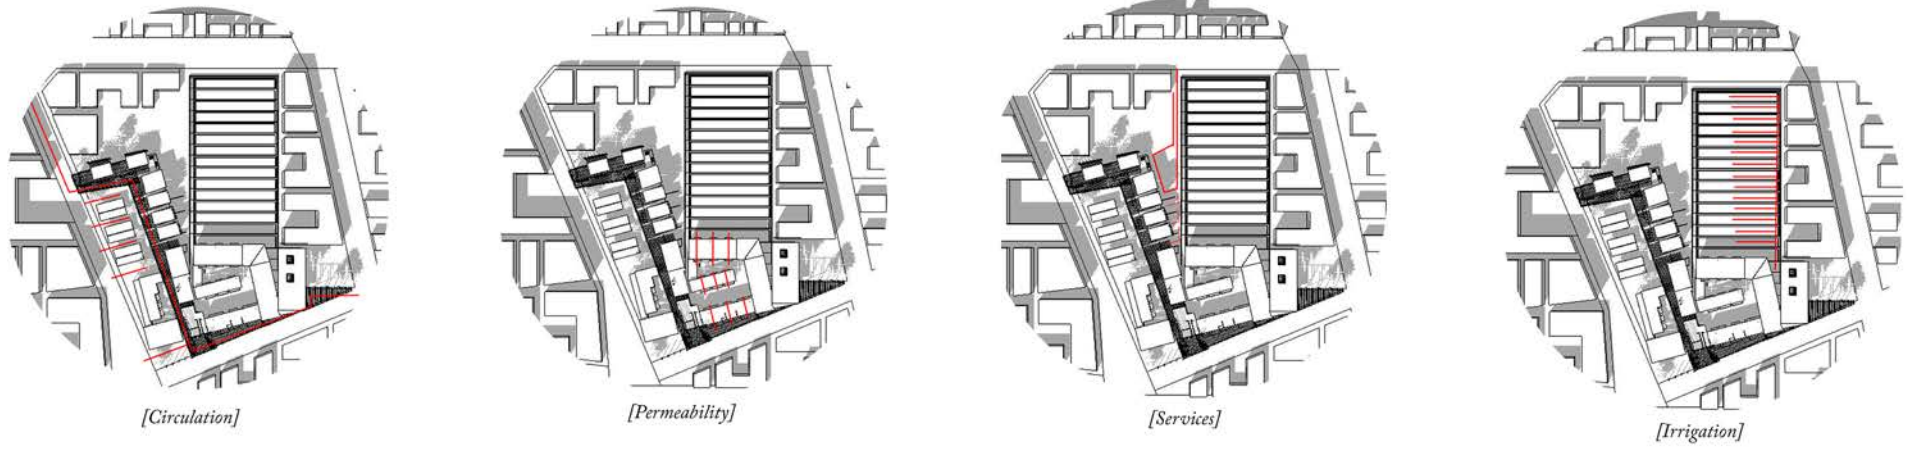 [Circulation]
[Permeability]
[Services]
[Irrigation]